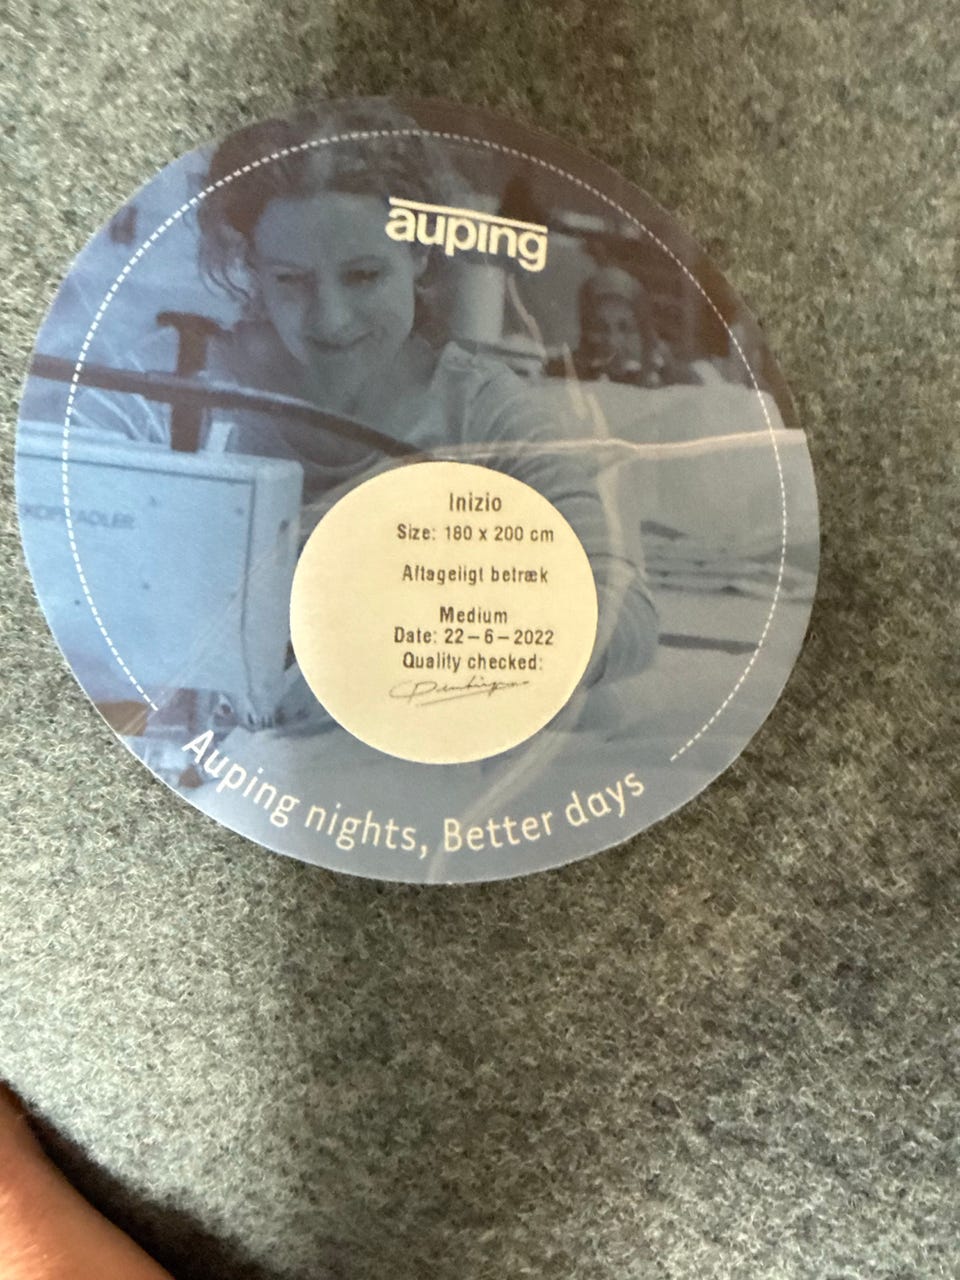 auping
Inizio
Size: 180 x 200 cm
Aftageligt betræk
Medium
Date: 22-6-2022
Quality checked:
Auping nights, Better days